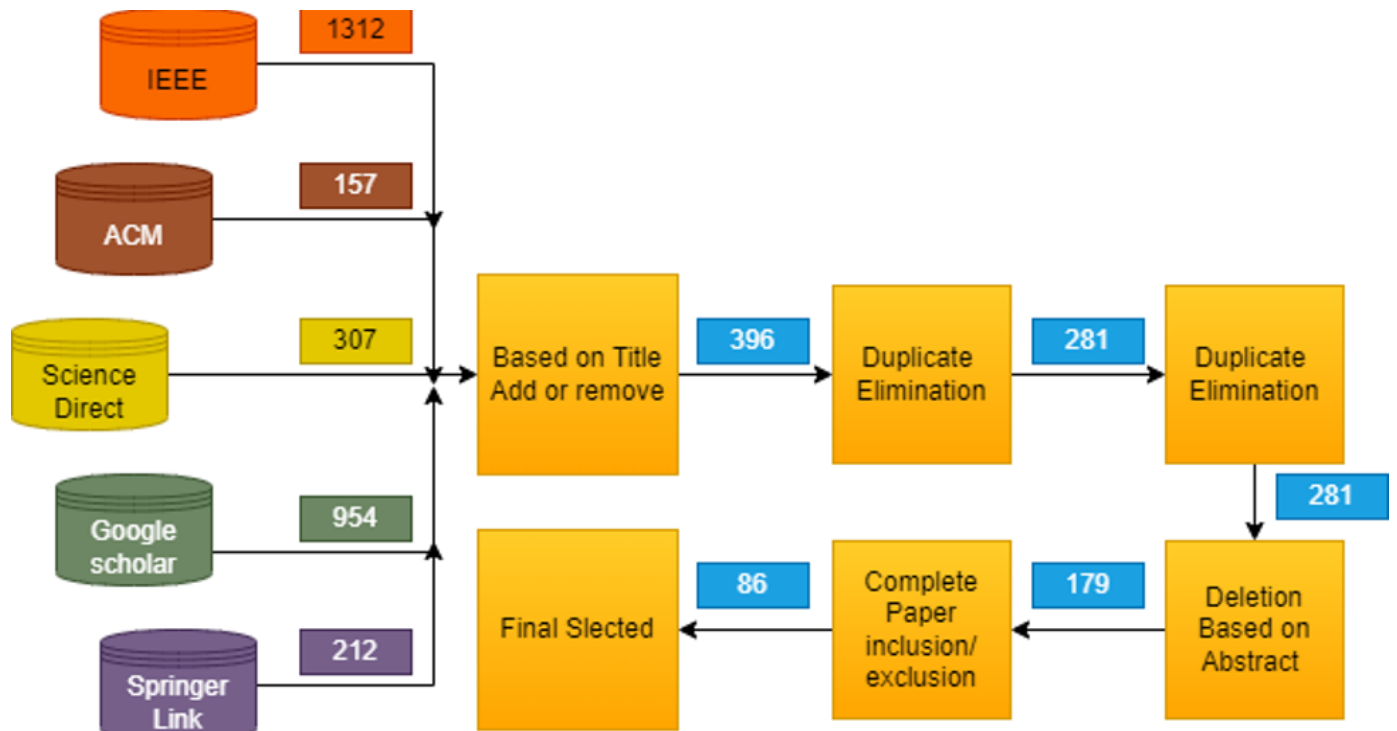 1312
IEEE
157
ACM
307
Science
Direct
Based on Title
Add or remove
396
Duplicate
Elimination
281
Duplicate
Elimination
281
954
Google
scholar
Final Slected
86
Complete
Paper
inclusion/
exclusion
179
Deletion
Based on
Abstract
212
Springer
Link